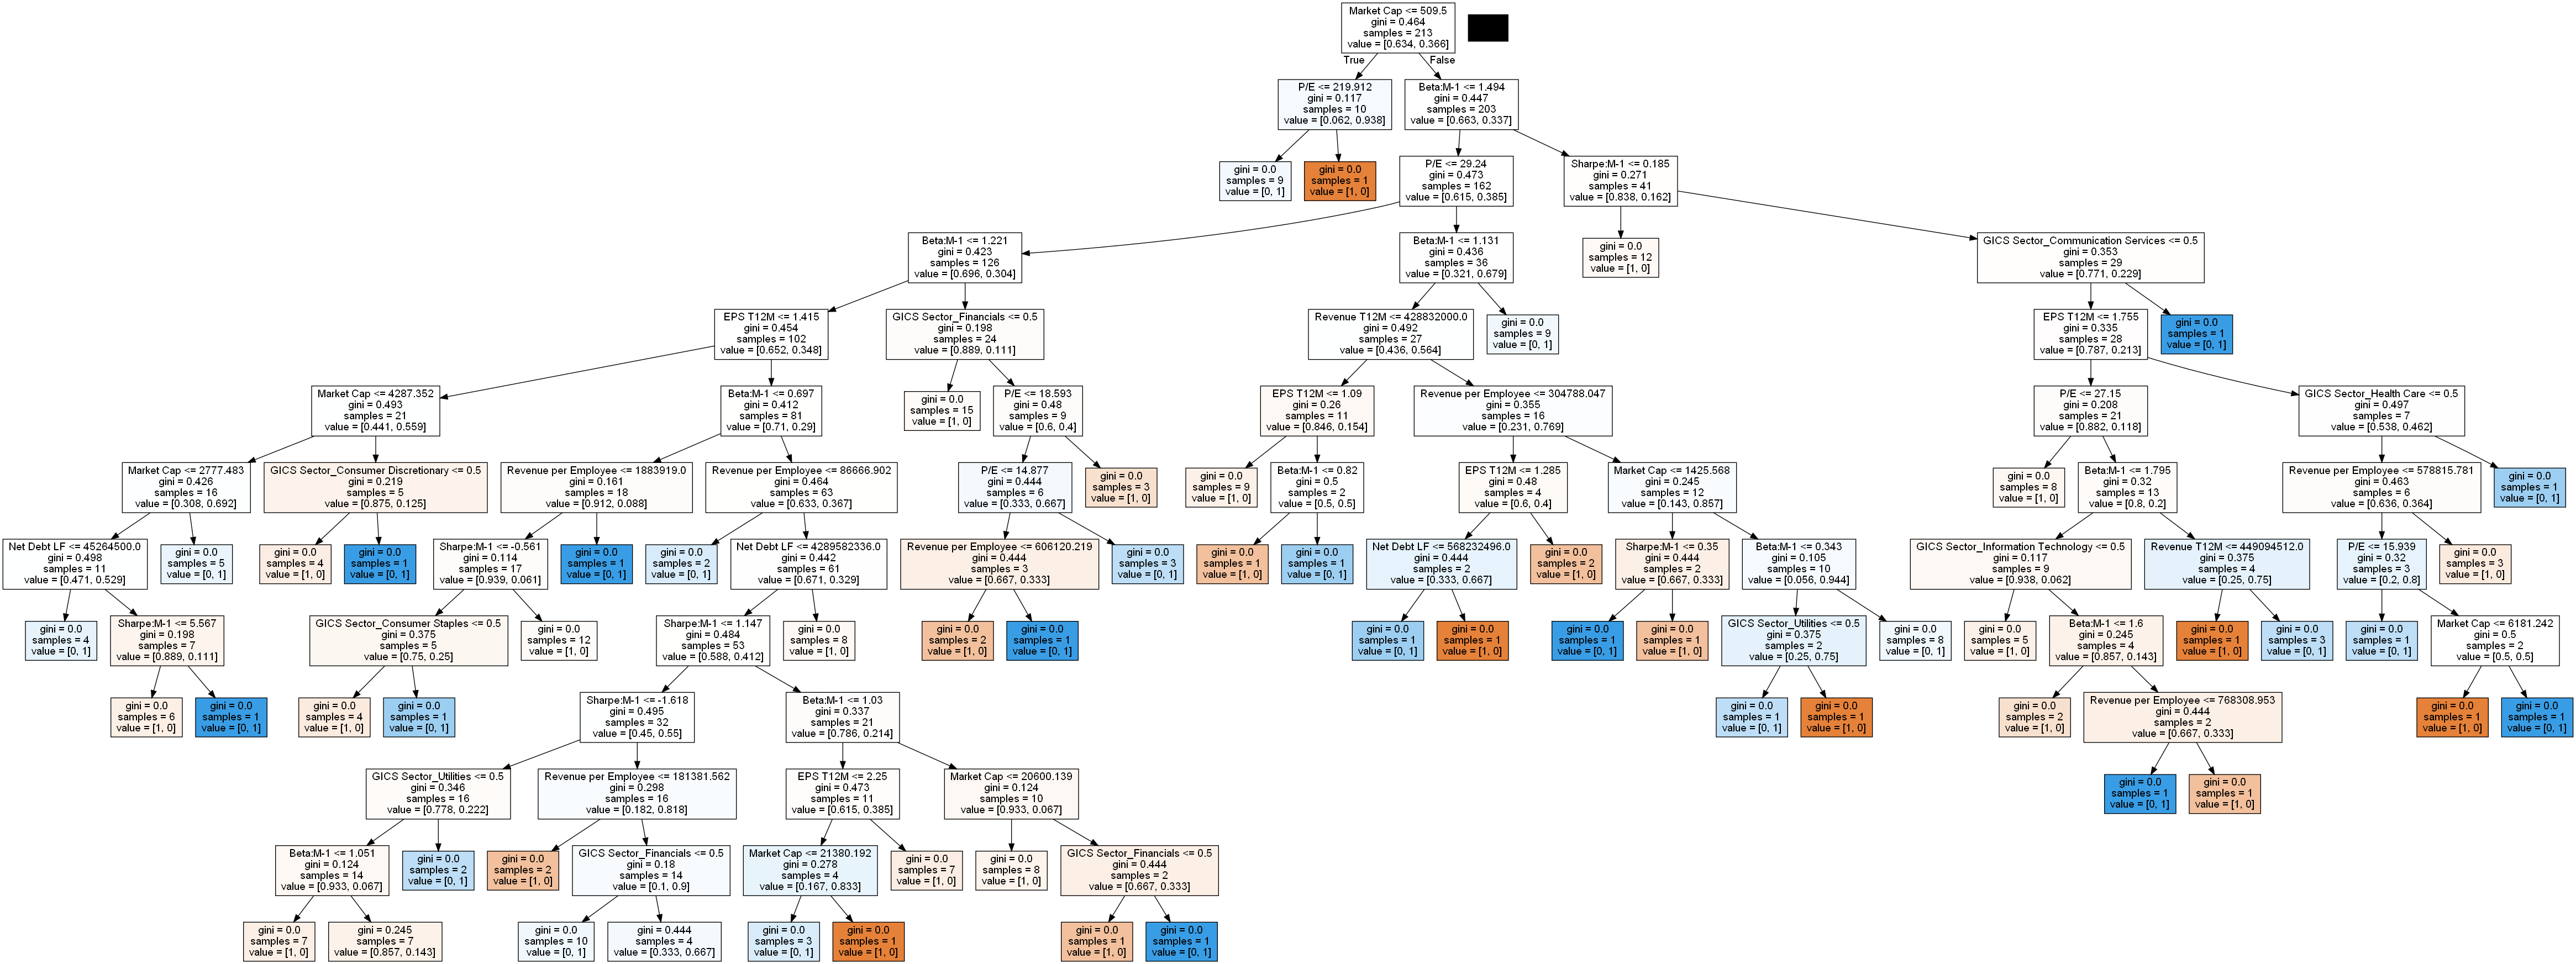 Market Cap <= 509.5
gini = 0.464
samples = 213
value = [0.634, 0.366]
True
False
P/E <= 219.912
gini = 0.117
samples = 10
value = [0.062, 0.938]
Beta:M-1 <= 1.494
gini = 0.447
samples = 203
value = [0.663, 0.337]
gini = 0.0
samples = 9
value = [0, 1]
gini = 0.0
samples = 1
value = [1, 0]
P/E <= 29.24
gini = 0.473
samples = 162
value = [0.615, 0.385]
Sharpe:M-1 <= 0.185
gini = 0.271
samples = 41
value = [0.838, 0.162]
Beta:M-1 <= 1.221
gini = 0.423
samples = 126
value = [0.696, 0.304]
Beta:M-1 <= 1.131
gini = 0.436
samples = 36
value = [0.321, 0.679]
gini = 0.0
samples = 12
value = [1, 0]
GICS Sector_Communication Services <= 0.5
gini = 0.353
samples = 29
value = [0.771, 0.229]
EPS T12M <= 1.415
gini = 0.454
samples = 102
value = [0.652, 0.348]
GICS Sector_Financials <= 0.5
gini = 0.198
samples = 24
value = [0.889, 0.111]
Revenue T12M <= 428832000.0
gini = 0.492
samples = 27
value = [0.436, 0.564]
gini = 0.0
samples = 9
value = [0, 1]
EPS T12M <= 1.755
gini = 0.335
samples = 28
value = [0.787, 0.213]
gini = 0.0
samples = 1
value = [0, 1]
Market Cap <= 4287.352
gini = 0.493
samples = 21
value = [0.441, 0.559]
Beta:M-1 <= 0.697
gini = 0.412
samples = 81
value = [0.71, 0.29]
gini = 0.0
samples = 15
value = [1, 0]
P/E <= 18.593
gini = 0.48
samples = 9
value = [0.6, 0.4]
EPS T12M <= 1.09
gini = 0.26
samples = 11
value = [0.846, 0.154]
Revenue per Employee <= 304788.047
gini = 0.355
samples = 16
value = [0.231, 0.769]
P/E <= 27.15
gini = 0.208
samples = 21
value = [0.882, 0.118]
GICS Sector_Health Care <= 0.5
gini = 0.497
samples = 7
value = [0.538, 0.462]
Market Cap <= 2777.483
gini = 0.426
samples = 16
value = [0.308, 0.692]
GICS Sector_Consumer Discretionary <= 0.5
gini = 0.219
samples = 5
value = [0.875, 0.125]
Revenue per Employee <= 1883919.0
gini = 0.161
samples = 18
value = [0.912, 0.088]
Revenue per Employee <= 86666.902
gini = 0.464
samples = 63
value = [0.633, 0.367]
P/E <= 14.877
gini = 0.444
samples = 6
value = [0.333, 0.667]
gini = 0.0
samples = 3
value = [1, 0]
gini = 0.0
samples = 9
value = [1, 0]
Beta:M-1 <= 0.82
gini = 0.5
samples = 2
value = [0.5, 0.5]
EPS T12M <= 1.285
gini = 0.48
samples = 4
value = [0.6, 0.4]
Market Cap <= 1425.568
gini = 0.245
samples = 12
value = [0.143, 0.857]
gini = 0.0
samples = 8
value = [1, 0]
Beta:M-1 <= 1.795
gini = 0.32
samples = 13
value = [0.8, 0.2]
Revenue per Employee <= 578815.781
gini = 0.463
samples = 6
value = [0.636, 0.364]
gini = 0.0
samples = 1
value = [0, 1]
Net Debt LF <= 45264500.0
gini = 0.498
samples = 11
value = [0.471, 0.529]
gini = 0.0
samples = 5
value = [0, 1]
gini = 0.0
samples = 4
value = [1, 0]
gini = 0.0
samples = 1
value = [0, 1]
Sharpe:M-1 <= -0.561
gini = 0.114
samples = 17
value = [0.939, 0.061]
gini = 0.0
samples = 1
value = [0, 1]
gini = 0.0
samples = 2
value = [0, 1]
Net Debt LF <= 4289582336.0
gini = 0.442
samples = 61
value = [0.671, 0.329]
Revenue per Employee <= 606120.219
gini = 0.444
samples = 3
value = [0.667, 0.333]
gini = 0.0
samples = 3
value = [0, 1]
gini = 0.0
samples = 1
value = [1, 0]
gini = 0.0
samples = 1
value = [0, 1]
Net Debt LF <= 568232496.0
gini = 0.444
samples = 2
value = [0.333, 0.667]
gini = 0.0
samples = 2
value = [1, 0]
Sharpe:M-1 <= 0.35
gini = 0.444
samples = 2
value = [0.667, 0.333]
Beta:M-1 <= 0.343
gini = 0.105
samples = 10
value = [0.056, 0.944]
GICS Sector_Information Technology <= 0.5
gini = 0.117
samples = 9
value = [0.938, 0.062]
Revenue T12M <= 449094512.0
gini = 0.375
samples = 4
value = [0.25, 0.75]
P/E <= 15.939
gini = 0.32
samples = 3
value = [0.2, 0.8]
gini = 0.0
samples = 3
value = [1, 0]
gini = 0.0
samples = 4
value = [0, 1]
Sharpe:M-1 <= 5.567
gini = 0.198
samples = 7
value = [0.889, 0.111]
GICS Sector_Consumer Staples <= 0.5
gini = 0.375
samples = 5
value = [0.75, 0.25]
gini = 0.0
samples = 12
value = [1, 0]
Sharpe:M-1 <= 1.147
gini = 0.484
samples = 53
value = [0.588, 0.412]
gini = 0.0
samples = 8
value = [1, 0]
gini = 0.0
samples = 2
value = [1, 0]
gini = 0.0
samples = 1
value = [0, 1]
gini = 0.0
samples = 1
value = [0, 1]
gini = 0.0
samples = 1
value = [1, 0]
gini = 0.0
samples = 1
value = [0, 1]
gini = 0.0
samples = 1
value = [1, 0]
GICS Sector_Utilities <= 0.5
gini = 0.375
samples = 2
value = [0.25, 0.75]
gini = 0.0
samples = 8
value = [0, 1]
gini = 0.0
samples = 5
value = [1, 0]
Beta:M-1 <= 1.6
gini = 0.245
samples = 4
value = [0.857, 0.143]
gini = 0.0
samples = 1
value = [1, 0]
gini = 0.0
samples = 3
value = [0, 1]
gini = 0.0
samples = 1
value = [0, 1]
Market Cap <= 6181.242
gini = 0.5
samples = 2
value = [0.5, 0.5]
gini = 0.0
samples = 6
value = [1, 0]
gini = 0.0
samples = 1
value = [0, 1]
gini = 0.0
samples = 4
value = [1, 0]
gini = 0.0
samples = 1
value = [0, 1]
Sharpe:M-1 <= -1.618
gini = 0.495
samples = 32
value = [0.45, 0.55]
Beta:M-1 <= 1.03
gini = 0.337
samples = 21
value = [0.786, 0.214]
gini = 0.0
samples = 1
value = [0, 1]
gini = 0.0
samples = 1
value = [1, 0]
gini = 0.0
samples = 2
value = [1, 0]
Revenue per Employee <= 768308.953
gini = 0.444
samples = 2
value = [0.667, 0.333]
gini = 0.0
samples = 1
value = [1, 0]
gini = 0.0
samples = 1
value = [0, 1]
GICS Sector_Utilities <= 0.5
gini = 0.346
samples = 16
value = [0.778, 0.222]
Revenue per Employee <= 181381.562
gini = 0.298
samples = 16
value = [0.182, 0.818]
EPS T12M <= 2.25
gini = 0.473
samples = 11
value = [0.615, 0.385]
Market Cap <= 20600.139
gini = 0.124
samples = 10
value = [0.933, 0.067]
gini = 0.0
samples = 1
value = [0, 1]
gini = 0.0
samples = 1
value = [1, 0]
Beta:M-1 <= 1.051
gini = 0.124
samples = 14
value = [0.933, 0.067]
gini = 0.0
samples = 2
value = [0, 1]
gini = 0.0
samples = 2
value = [1, 0]
GICS Sector_Financials <= 0.5
gini = 0.18
samples = 14
value = [0.1, 0.9]
Market Cap <= 21380.192
gini = 0.278
samples = 4
value = [0.167, 0.833]
gini = 0.0
samples = 7
value = [1, 0]
gini = 0.0
samples = 8
value = [1, 0]
GICS Sector_Financials <= 0.5
gini = 0.444
samples = 2
value = [0.667, 0.333]
gini = 0.0
samples = 7
value = [1, 0]
gini = 0.245
samples = 7
value = [0.857, 0.143]
gini = 0.0
samples = 10
value = [0, 1]
gini = 0.444
samples = 4
value = [0.333, 0.667]
gini = 0.0
samples = 3
value = [0, 1]
gini = 0.0
samples = 1
value = [1, 0]
gini = 0.0
samples = 1
value = [1, 0]
gini = 0.0
samples = 1
value = [0, 1]